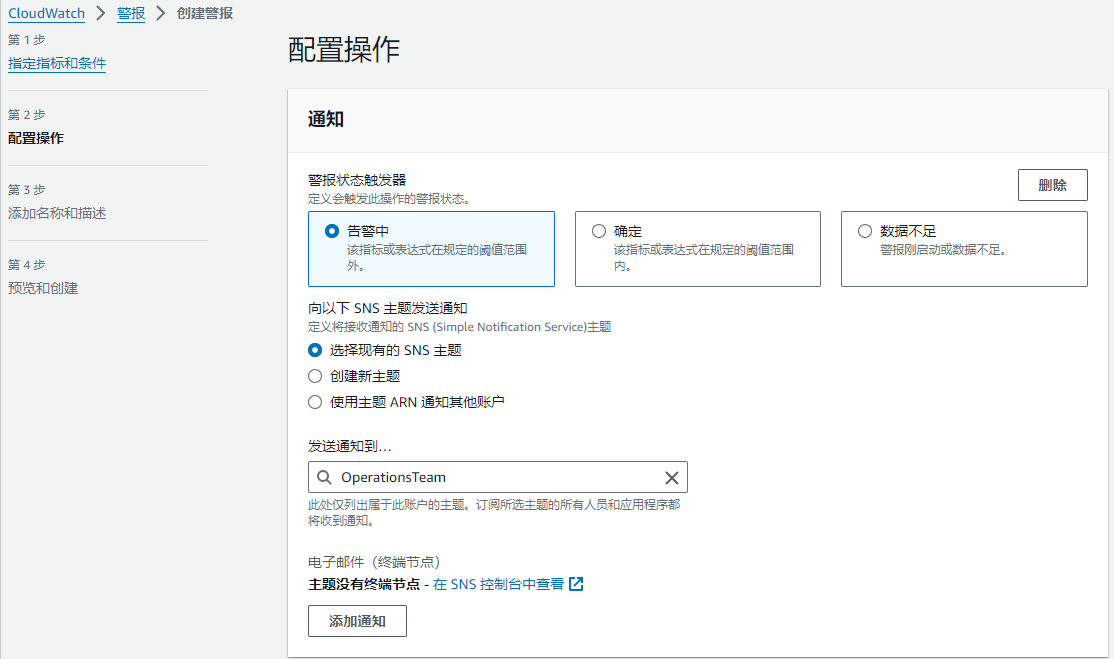 CloudWatch > 警报 > 创建警报
第 1 步
指定指标和条件
第 2 步
配置操作
第 3 步
添加名称和描述
第 4 步
预览和创建
配置操作
通知
警报状态触发器
定义会触发此操作的警报状态。
删除
告警中
该指标或表达式在规定的阈值范围
外。
确定
该指标或表达式在规定的阈值范围
内。
数据不足
警报刚启动或数据不足。
向以下 SNS 主题发送通知
定义将接收通知的 SNS (Simple Notification Service)主题
选择现有的 SNS 主题
创建新主题
使用主题 ARN 通知其他账户
发送通知到…
OperationsTeam
此处仅列出属于此账户的主题。订阅所选主题的所有人员和应用程序都
将收到通知。
电子邮件（终端节点）
主题没有终端节点 - 在 SNS 控制台中查看
添加通知